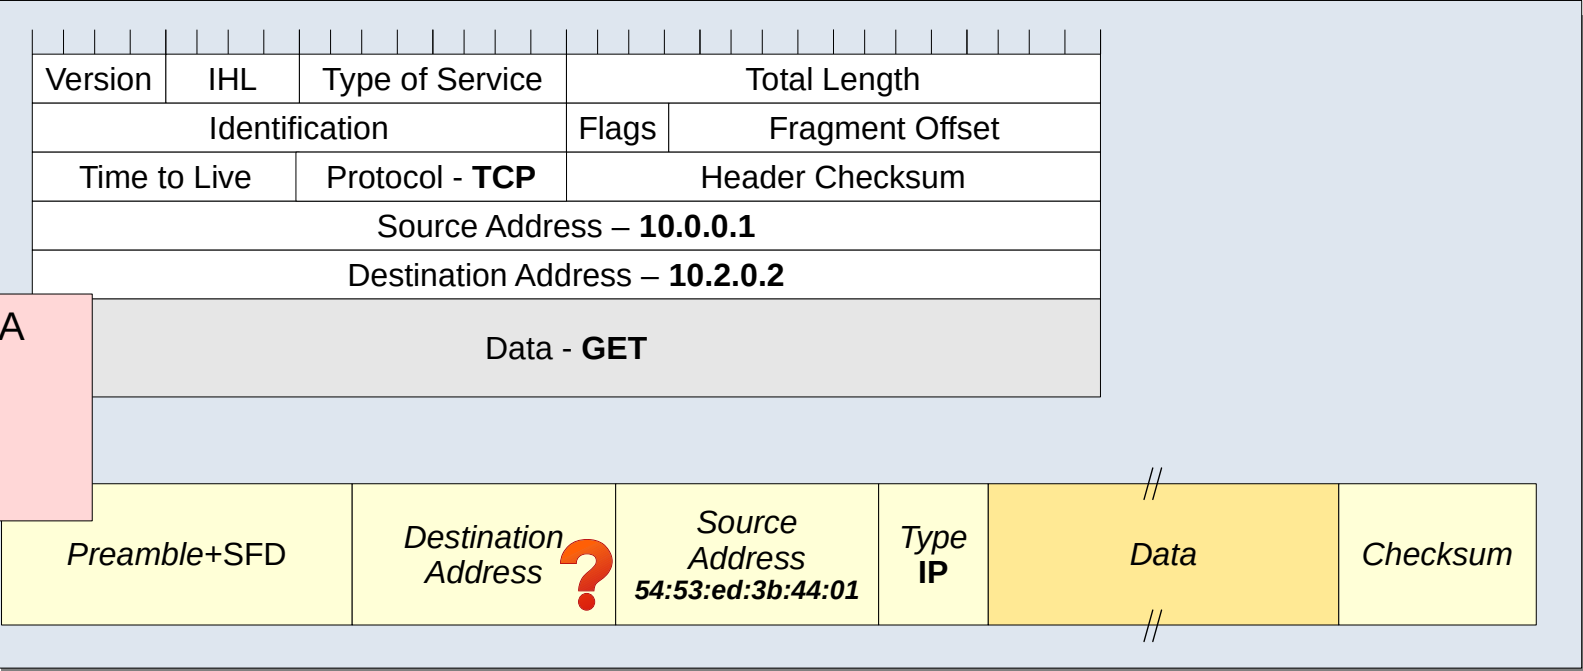 Version IHL Type of Service Total Length
Identification Flags Fragment Offset
Time to Live Protocol - TCP Header Checksum
Source Address – 10.0.0.1
Destination Address – 10.2.0.2
A
Data - GET
Preamble+SFD
Destination
Address
Source
Address
54:53:ed:3b:44:01
Type
IP
Data
Checksum